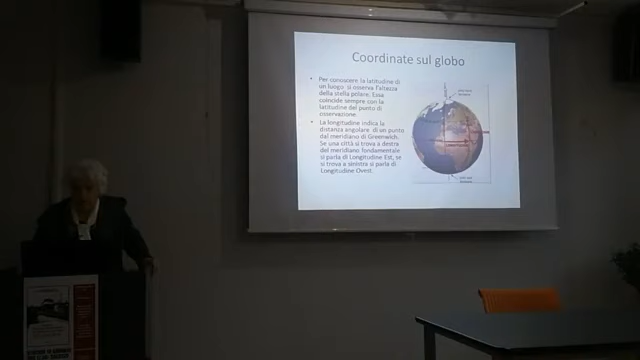 Coordinate sul globo
• Per conoscere la latitudine di
un luogo si osserva l'altezza
della stella polare. Essa
coincide sempre con la
latitudine del punto di
osservazione.
• La longitudine indica la
distanza angolare di un punto
dal meridiano di Greenwich.
Se una città si trova a destra
del meridiano fondamentale
si parla di Longitudine Est, se
si trova a sinistra si parla di
Longitudine Ovest.